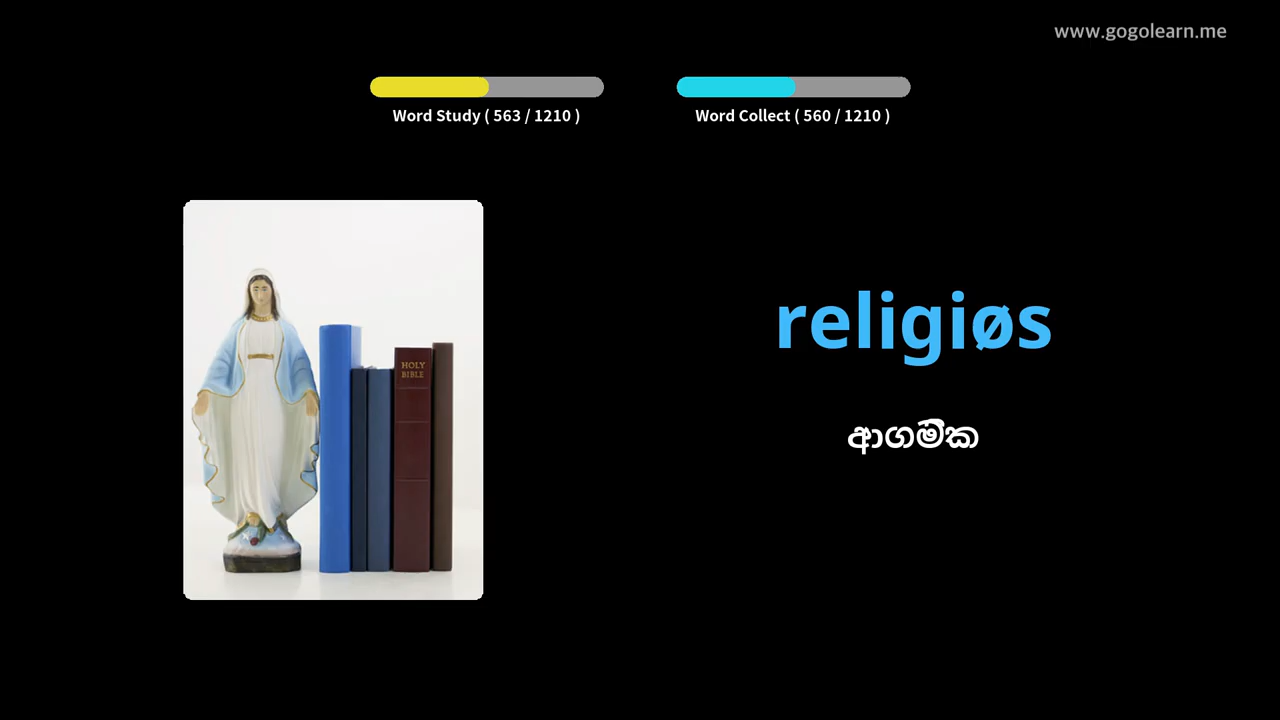 www.gogolearn.me
Word Study ( 563 / 1210 )
Word Collect ( 560 / 1210 )
HOLY
BIBLE
religiøs
ආගමික